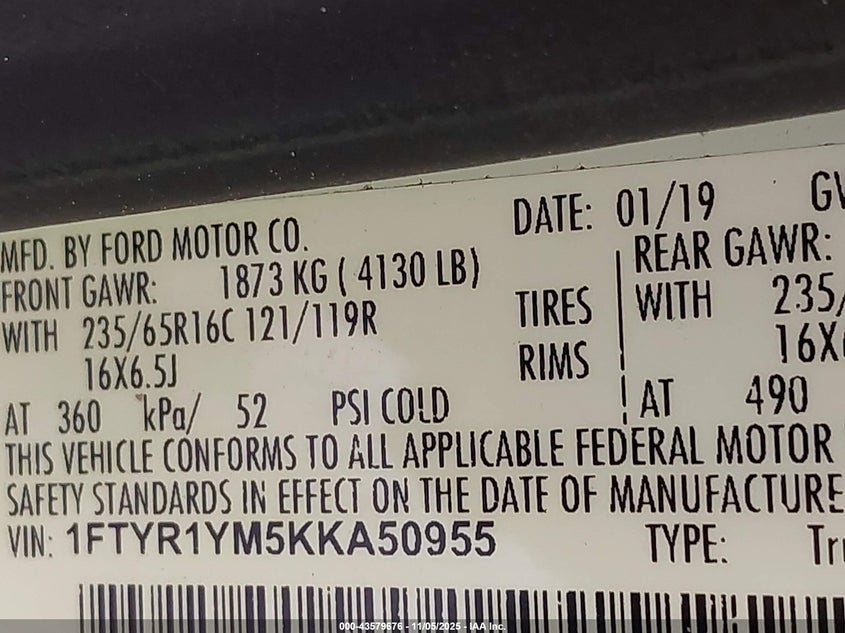 MFD. BY FORD MOTOR CO. DATE: 01/19
FRONT GAWR: 1873 KG ( 4130 LB) REAR GAWR:
WITH 235/65R16C 121/119R TIRES WITH 235/
16X6.5J RIMS
AT 360 kPa/ 52 PSI COLD AT 490
THIS VEHICLE CONFORMS TO ALL APPLICABLE FEDERAL MOTOR
SAFETY STANDARDS IN EFFECT ON THE DATE OF MANUFACTURE
VIN: 1FTYR1YM5KKA50955 TYPE:
000-43579676 - 11/05/2025 - IAA Inc.